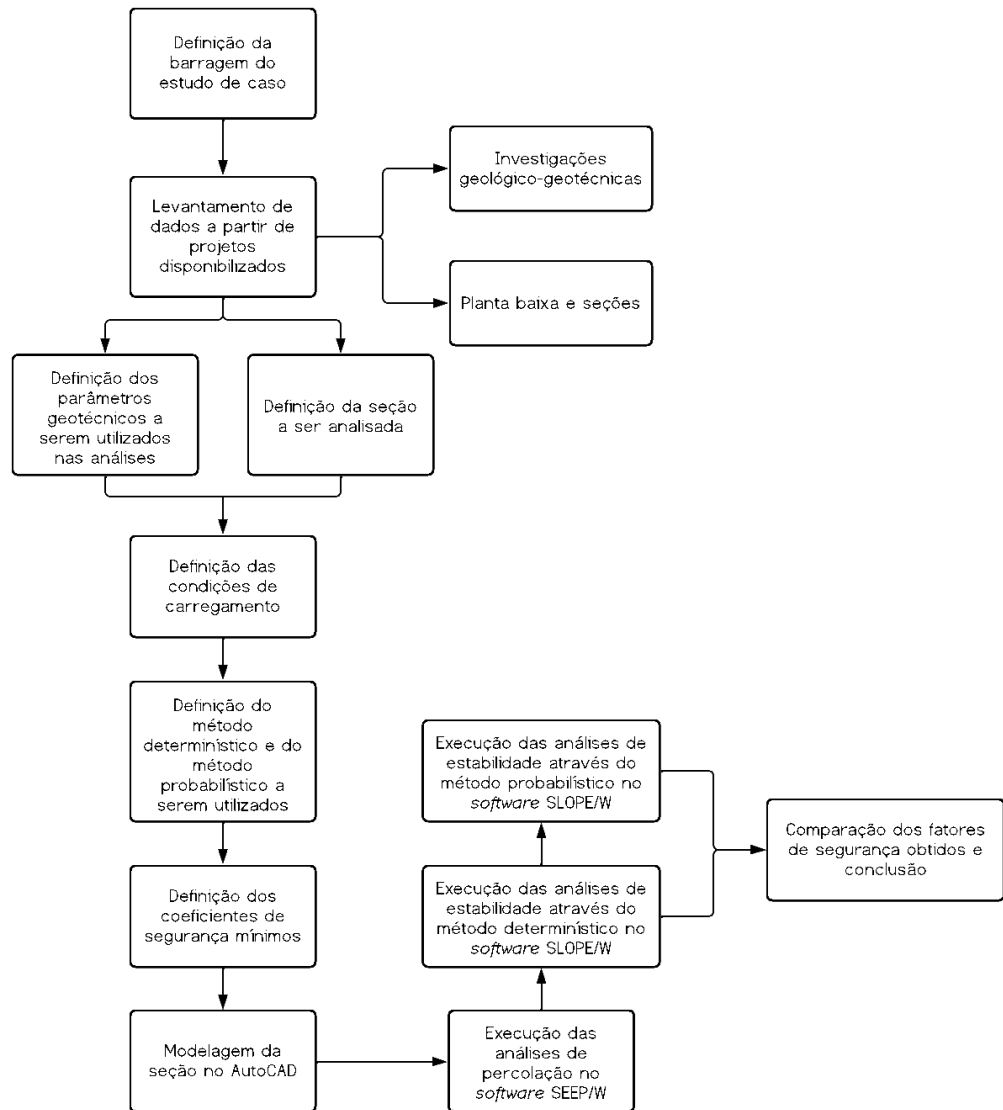 Definição da
barragem do
estudo de caso
Investigações
geológico-geotécnicas
Levantamento de
dados a partir de
projetos
disponibilizados
Planta baixa e seções
Definição dos
parâmetros
geotécnicos a
serem utilizados
nas análises
Definição da seção
a ser analisada
Definição das
condições de
carregamento
Definição do
método
determinístico e do
método
probabilístico a
serem utilizados
Definição dos
coeficientes de
segurança mínimos
Modelagem da
seção no AutoCAD
Execução das
análises de
percolação no
software SEEP/W
Execução das análises de
estabilidade através do
método determinístico no
software SLOPE/W
Execução das análises de
estabilidade através do
método probabilístico no
software SLOPE/W
Comparação dos fatores
de segurança obtidos e
conclusão